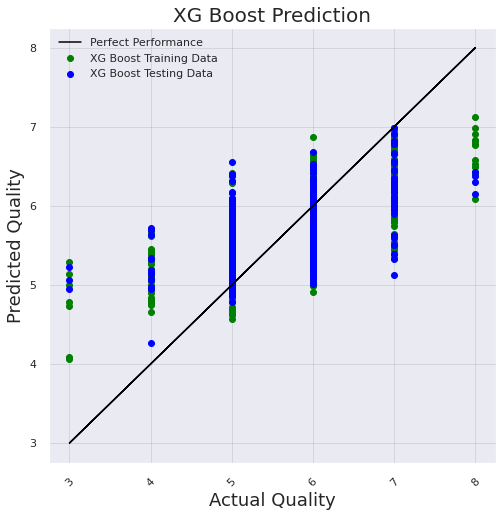 XG Boost Prediction
Perfect Performance
XG Boost Training Data
XG Boost Testing Data
Predicted Quality
8
7
6
5
4
3
3
4
5
6
7
8
Actual Quality